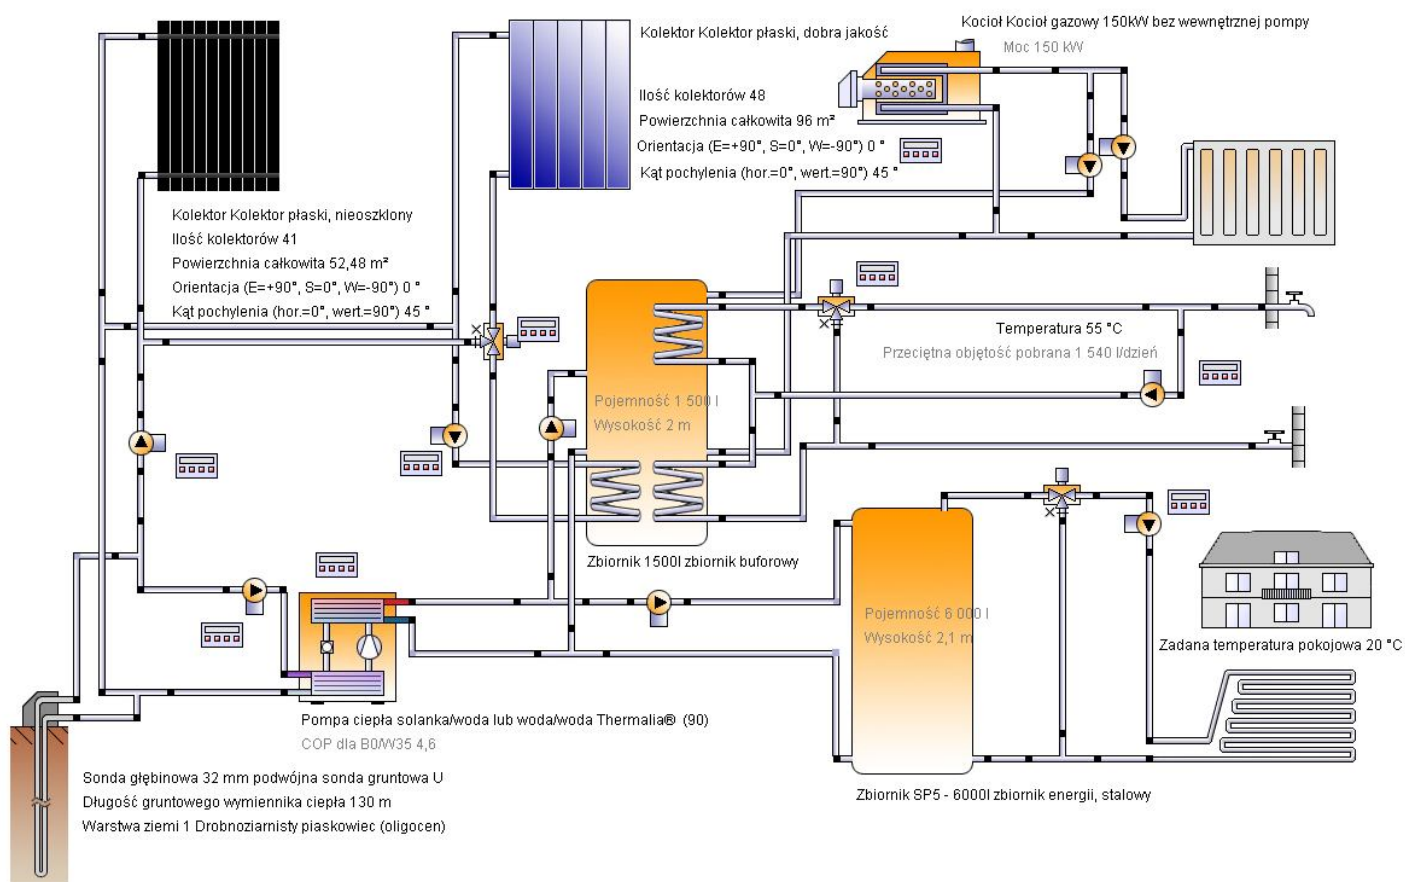 Kocioł Kocioł gazowy 150kW bez wewnętrznej pompy
Moc 150 kW
Kolektor Kolektor płaski, dobra jakość
Ilość kolektorów 48
Powierzchnia całkowita 96 m²
Orientacja (E=+90°, S=0°, W=-90°) 0 °
Kąt pochylenia (hor.=0°, wert.=90°) 45 °
Kolektor Kolektor płaski, nieoszklony
Ilość kolektorów 41
Powierzchnia całkowita 52,48 m²
Orientacja (E=+90°, S=0°, W=-90°) 0 °
Kąt pochylenia (hor.=0°, wert.=90°) 45 °
Temperatura 55 °C
Przeciętna objętość pobrana 1 540 l/dzień
Pojemność 1 500 l
Wysokość 2 m
Zbiornik 1500l zbiornik buforowy
Pojemność 6 000 l
Wysokość 2,1 m
Zadana temperatura pokojowa 20 °C
Pompa ciepła solanka/woda lub woda/woda Thermalia® (90)
COP dla B0/W35 4,6
Sonda głębinowa 32 mm podwójna sonda gruntowa U
Długość gruntowego wymiennika ciepła 130 m
Warstwa ziemi 1 Drobnoziarnisty piaskowiec (oligocen)
Zbiornik SP5 - 6000l zbiornik energii, stalowy